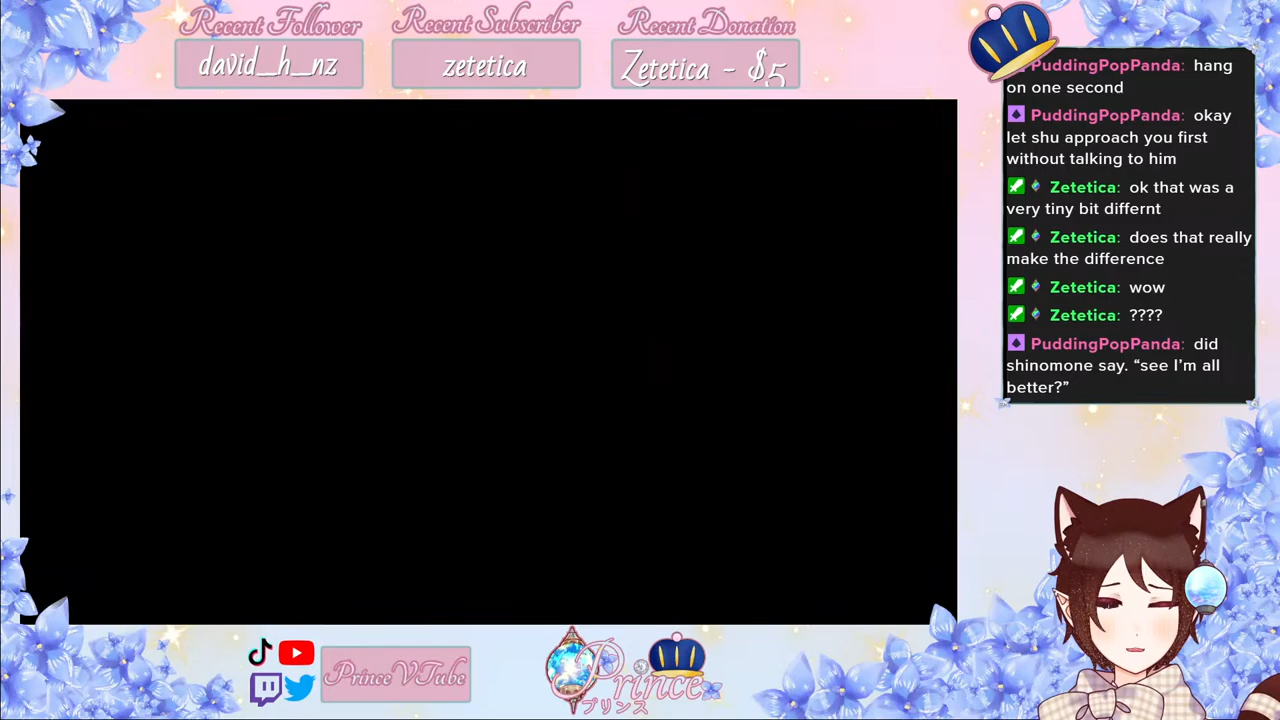 Recent Follower
Recent Subscriber
Recent Donation
david_h_nz
zetetica
Zetetica - $5
PuddingPopPanda: hang
on one second
PuddingPopPanda: okay
let shu approach you first
without talking to him
Zetetica: ok that was a
very tiny bit differnt
Zetetica: does that really
make the difference
Zetetica: wow
Zetetica: ????
PuddingPopPanda: did
shinomone say. “see I’m all
better?”
Prince VTube
Prince
プリンス